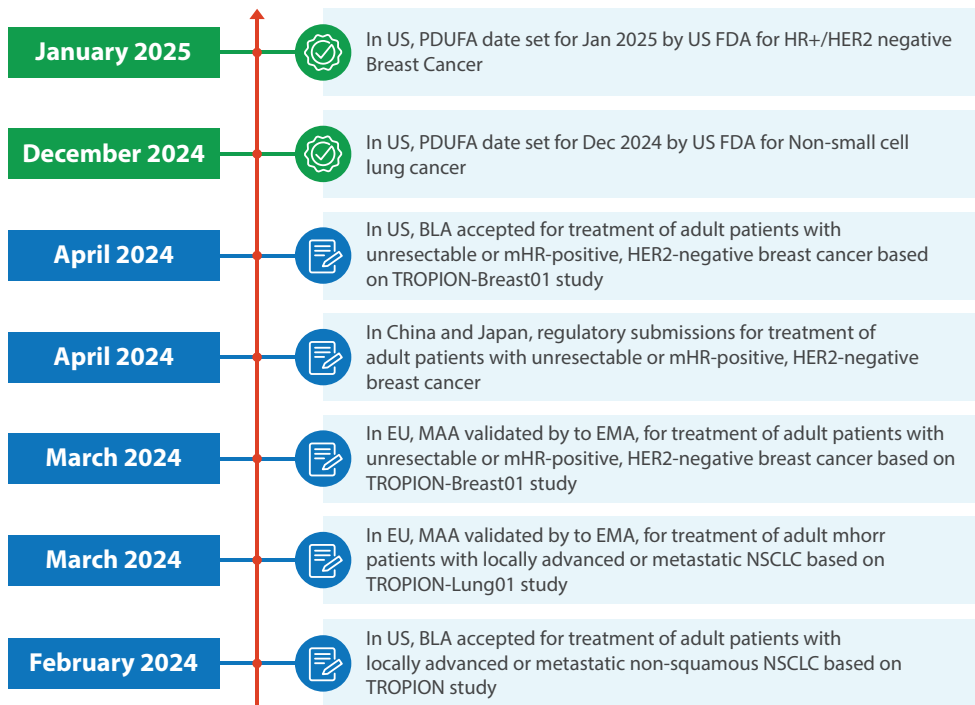 January 2025
In US, PDUFA date set for Jan 2025 by US FDA for HR+/HER2 negative
Breast Cancer
December 2024
In US, PDUFA date set for Dec 2024 by US FDA for Non-small cell
lung cancer
April 2024
In US, BLA accepted for treatment of adult patients with
unresectable or mHR-positive, HER2-negative breast cancer based
on TROPION-Breast01 study
April 2024
In China and Japan, regulatory submissions for treatment of
adult patients with unresectable or mHR-positive, HER2-negative
breast cancer
March 2024
In EU, MAA validated by to EMA, for treatment of adult patients with
unresectable or mHR-positive, HER2-negative breast cancer based on
TROPION-Breast01 study
March 2024
In EU, MAA validated by to EMA, for treatment of adult mhorr
patients with locally advanced or metastatic NSCLC based on
TROPION-Lung01 study
February 2024
In US, BLA accepted for treatment of adult patients with
locally advanced or metastatic non-squamous NSCLC based on
TROPION study